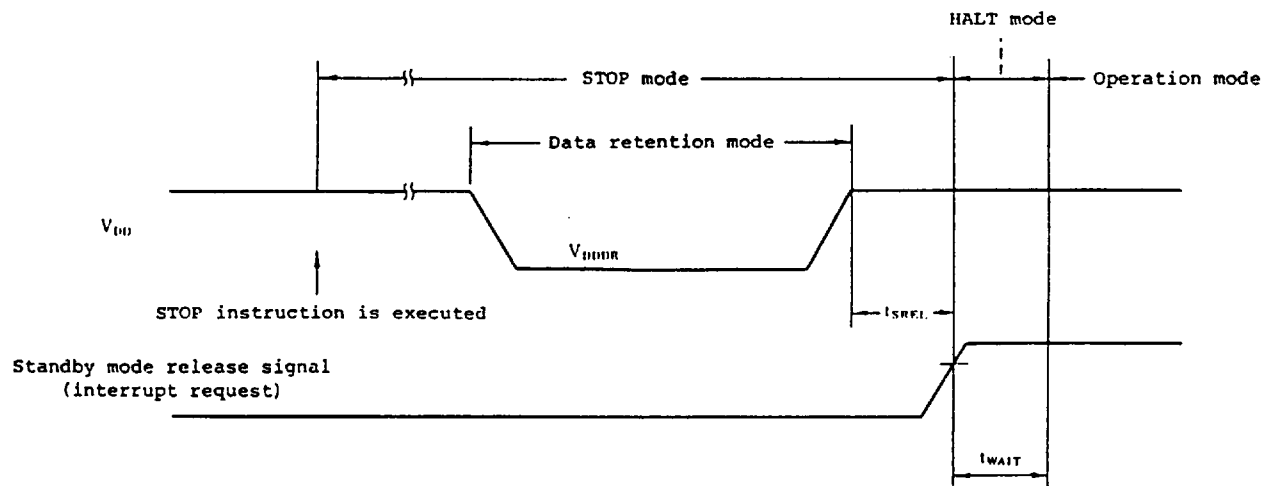 HALT mode
STOP mode
Operation mode
Data retention mode
VDD
VDDDR
STOP instruction is executed
tSREL
Standby mode release signal
(interrupt request)
tWAIT